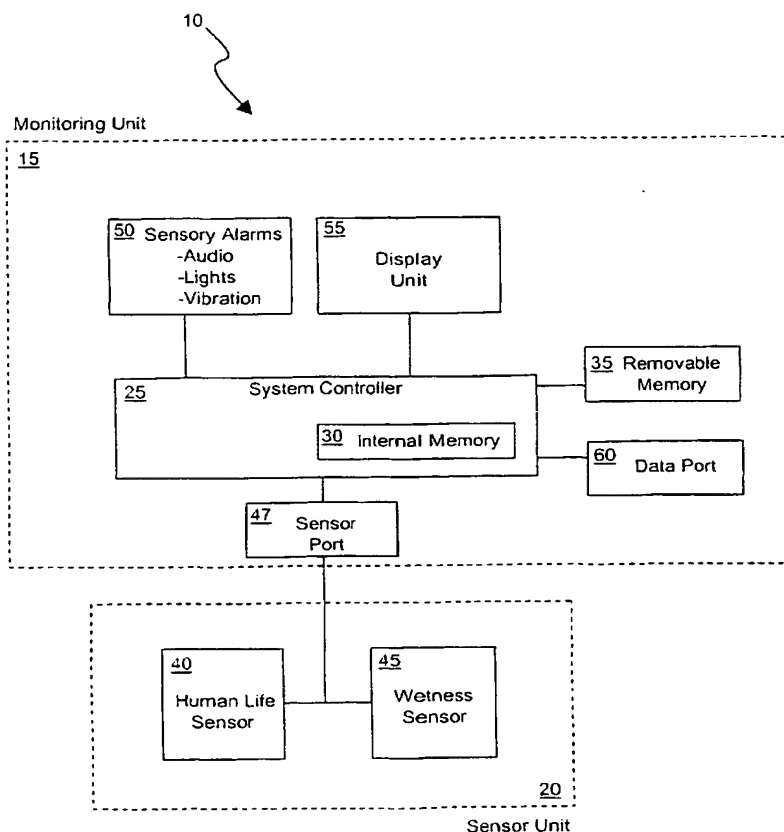 10
Monitoring Unit
15
50 Sensory Alarms
-Audio
-Lights
-Vibration
55
Display
Unit
25 System Controller
30 Internal Memory
35 Removable
Memory
60 Data Port
47
Sensor
Port
40
Human Life
Sensor
45
Wetness
Sensor
20
Sensor Unit